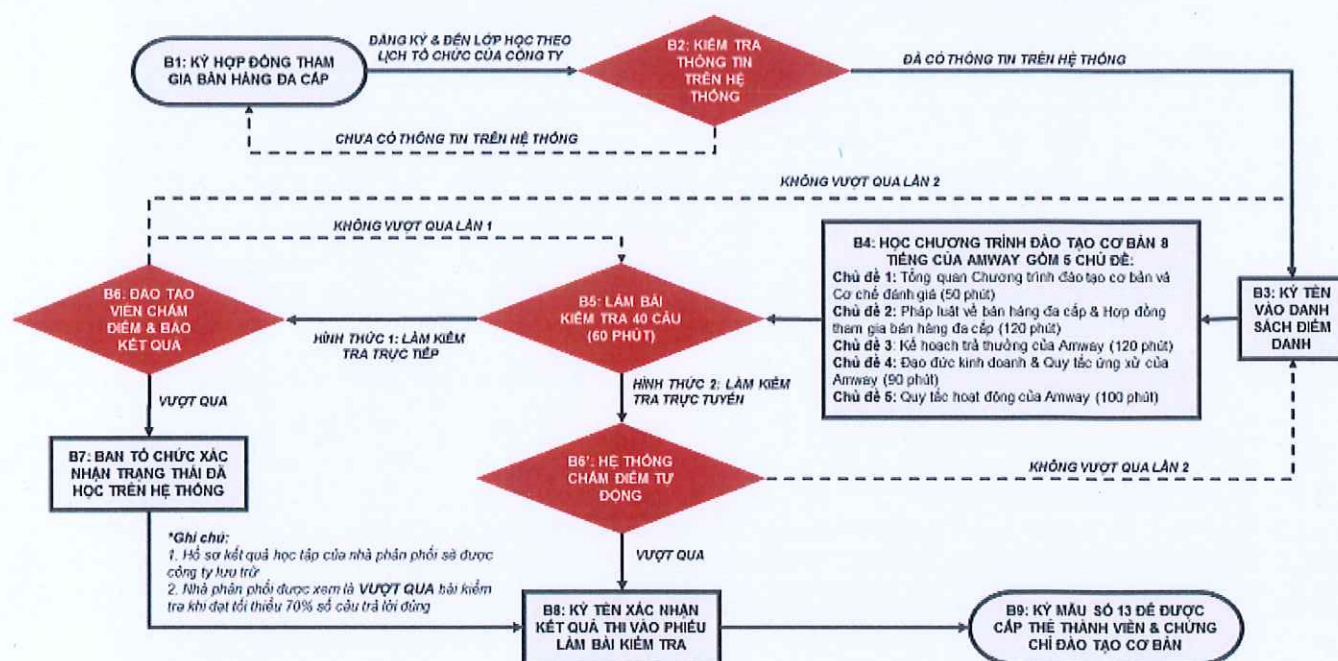 B1: KÝ HỢP ĐỒNG THAM
GIA BÁN HÀNG ĐA CẤP
ĐĂNG KÝ & ĐẾN LỚP HỌC THEO
LỊCH TỔ CHỨC CỦA CÔNG TY
B2: KIỂM TRA
THÔNG TIN
TRÊN HỆ
THỐNG
ĐÃ CÓ THÔNG TIN TRÊN HỆ THỐNG
CHƯA CÓ THÔNG TIN TRÊN HỆ THỐNG
KHÔNG VƯỢT QUA LẦN 2
KHÔNG VƯỢT QUA LẦN 1
B3: KÝ TÊN
VÀO DANH
SÁCH ĐIỂM
DANH
B4: HỌC CHƯƠNG TRÌNH ĐÀO TẠO CƠ BẢN 8
TIẾNG CỦA AMWAY GỒM 5 CHỦ ĐỀ:
Chủ đề 1: Tổng quan Chương trình đào tạo cơ bản và
Cơ chế đánh giá (50 phút)
Chủ đề 2: Pháp luật về bán hàng đa cấp & Hợp đồng
tham gia bán hàng đa cấp (120 phút)
Chủ đề 3: Kế hoạch trả thưởng của Amway (120 phút)
Chủ đề 4: Đạo đức kinh doanh & Quy tắc ứng xử của
Amway (90 phút)
Chủ đề 5: Quy tắc hoạt động của Amway (100 phút)
B5: LÀM BÀI
KIỂM TRA 40 CÂU
(60 PHÚT)
HÌNH THỨC 1: LÀM KIỂM
TRA TRỰC TIẾP
B6: ĐÀO TẠO
VIÊN CHẤM
ĐIỂM & BÁO
KẾT QUẢ
HÌNH THỨC 2: LÀM KIỂM
TRA TRỰC TUYẾN
VƯỢT QUA
B7: BAN TỔ CHỨC XÁC
NHẬN TRẠNG THÁI ĐÃ
HỌC TRÊN HỆ THỐNG
B6': HỆ THỐNG
CHẤM ĐIỂM TỰ
ĐỘNG
KHÔNG VƯỢT QUA LẦN 2
VƯỢT QUA
*Ghi chú:
1. Hồ sơ kết quả học tập của nhà phân phối sẽ được
công ty lưu trữ
2. Nhà phân phối được xem là VƯỢT QUA bài kiểm
tra khi đạt tối thiểu 70% số câu trả lời đúng
B8: KÝ TÊN XÁC NHẬN
KẾT QUẢ THI VÀO PHIẾU
LÀM BÀI KIỂM TRA
B9: KÝ MẪU SỐ 13 ĐỂ ĐƯỢC
CẤP THẺ THÀNH VIÊN & CHỨNG
CHỈ ĐÀO TẠO CƠ BẢN